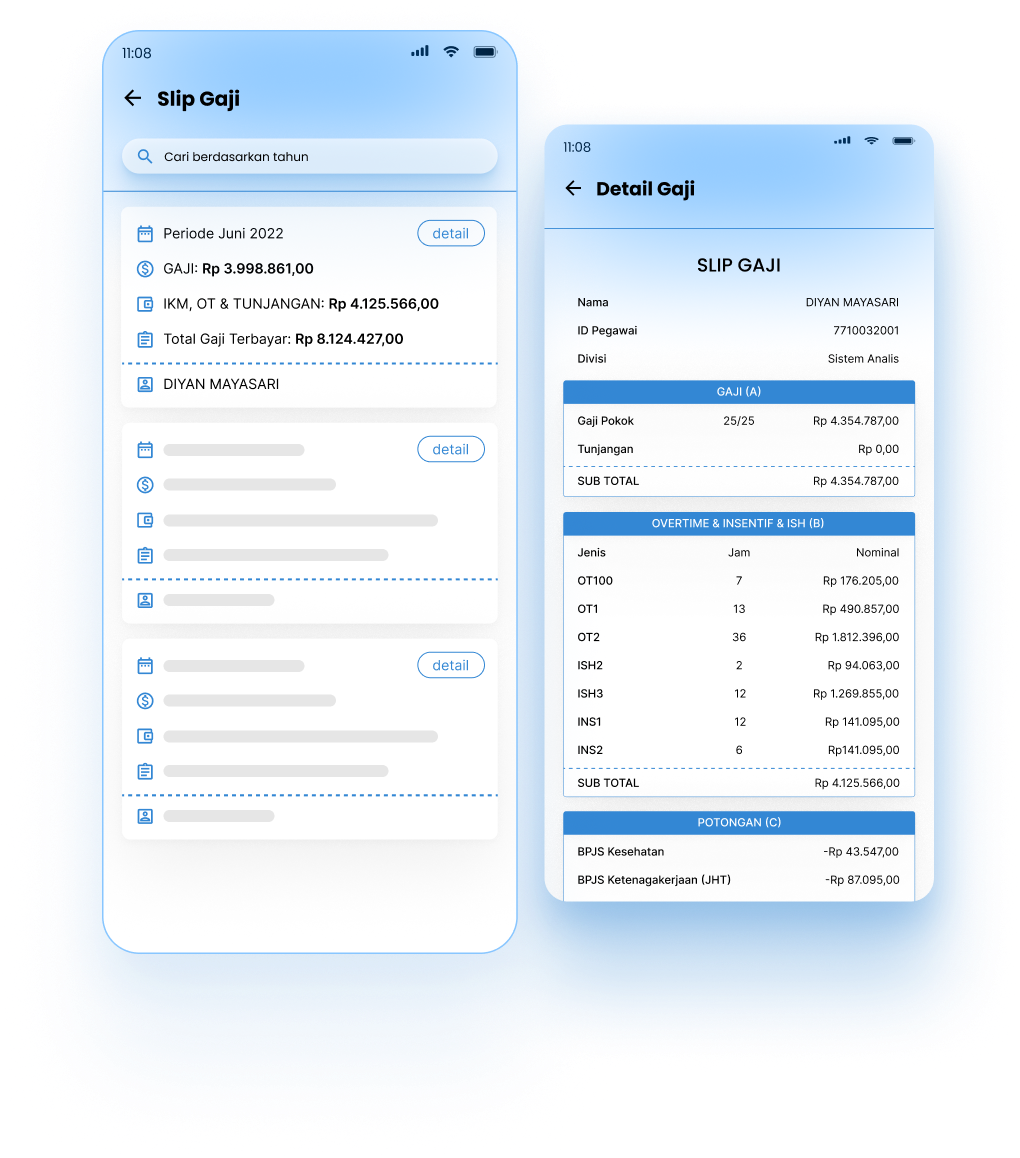 11:08
Slip Gaji
Cari berdasarkan tahun
Periode Juni 2022 detail
GAJI: Rp 3.998.861,00
IKM, OT & TUNJANGAN: Rp 4.125.566,00
Total Gaji Terbayar: Rp 8.124.427,00
DIYAN MAYASARI
detail
detail
11:08
Detail Gaji
SLIP GAJI
Nama DIYAN MAYASARI
ID Pegawai 7710032001
Divisi Sistem Analis
GAJI (A)
Gaji Pokok 25/25 Rp 4.354.787,00
Tunjangan Rp 0,00
SUB TOTAL Rp 4.354.787,00
OVERTIME & INSENTIF & ISH (B)
Jenis Jam Nominal
OT100 7 Rp 176.205,00
OT1 13 Rp 490.857,00
OT2 36 Rp 1.812.396,00
ISH2 2 Rp 94.063,00
ISH3 12 Rp 1.269.855,00
INS1 12 Rp 141.095,00
INS2 6 Rp141.095,00
SUB TOTAL Rp 4.125.566,00
POTONGAN (C)
BPJS Kesehatan -Rp 43.547,00
BPJS Ketenagakerjaan (JHT) -Rp 87.095,00